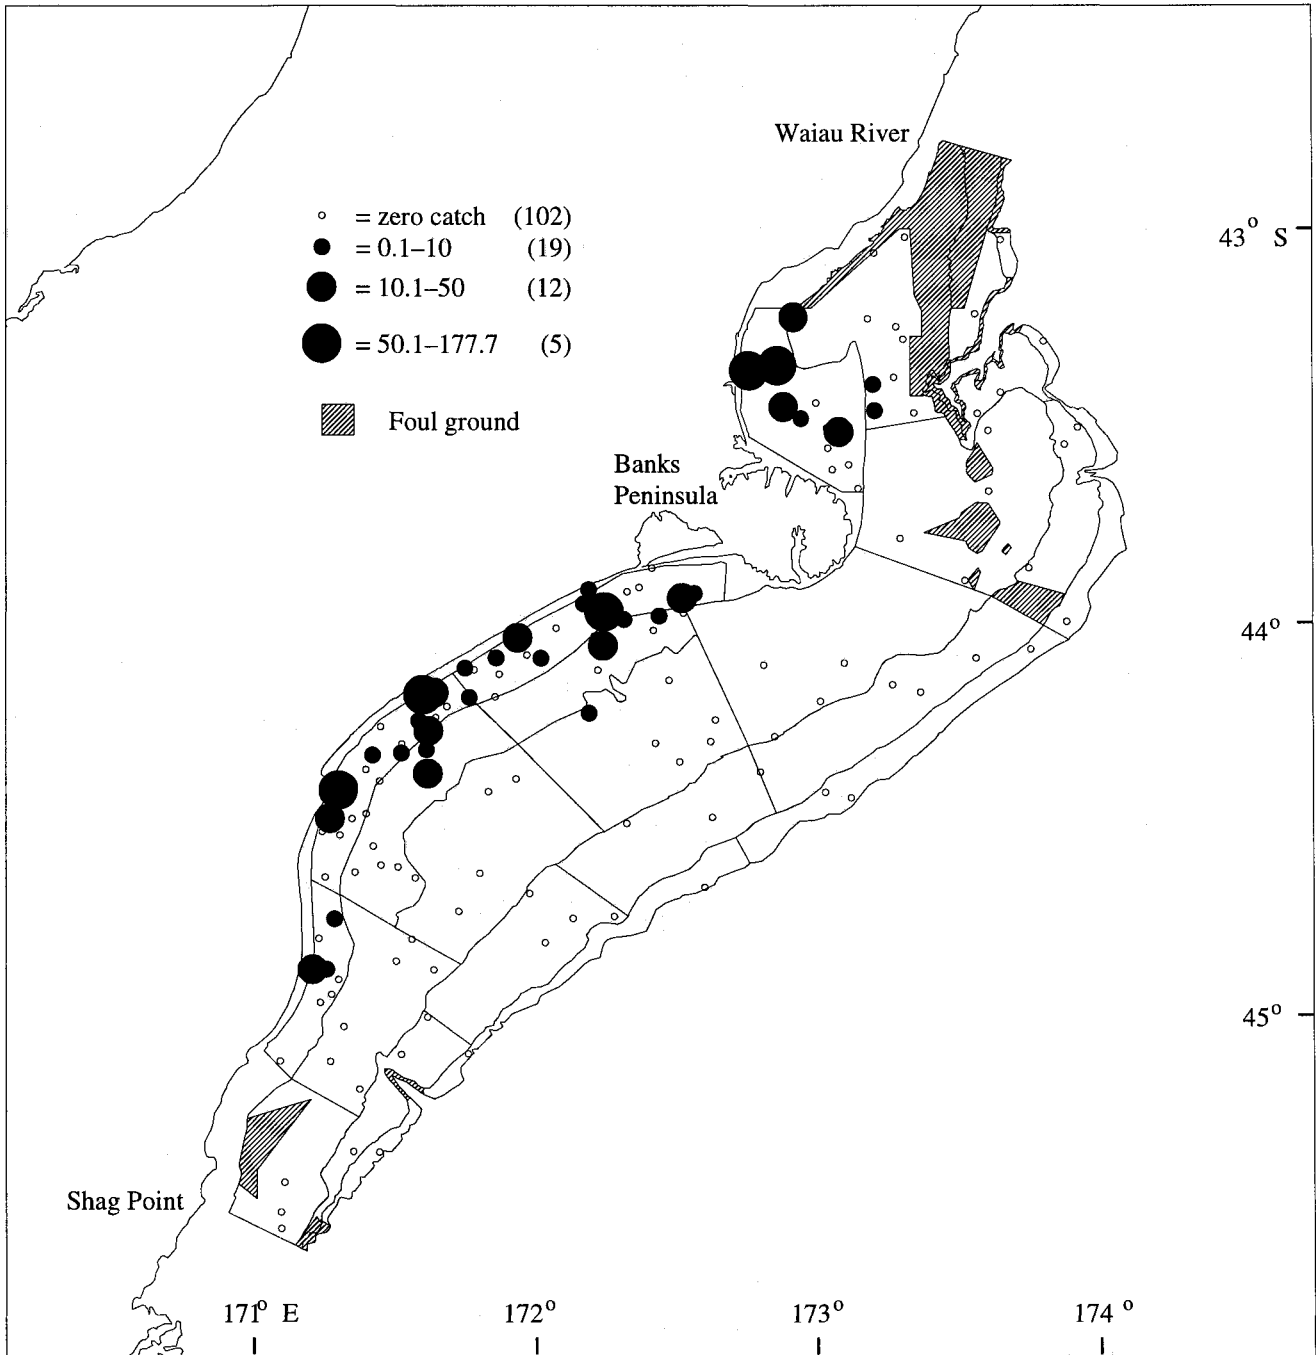 Waiau River
= zero catch (102)
= 0.1–10 (19)
= 10.1–50 (12)
= 50.1–177.7 (5)
Foul ground
43° S
Banks
Peninsula
44°
45°
Shag Point
171° E 172° 173° 174°